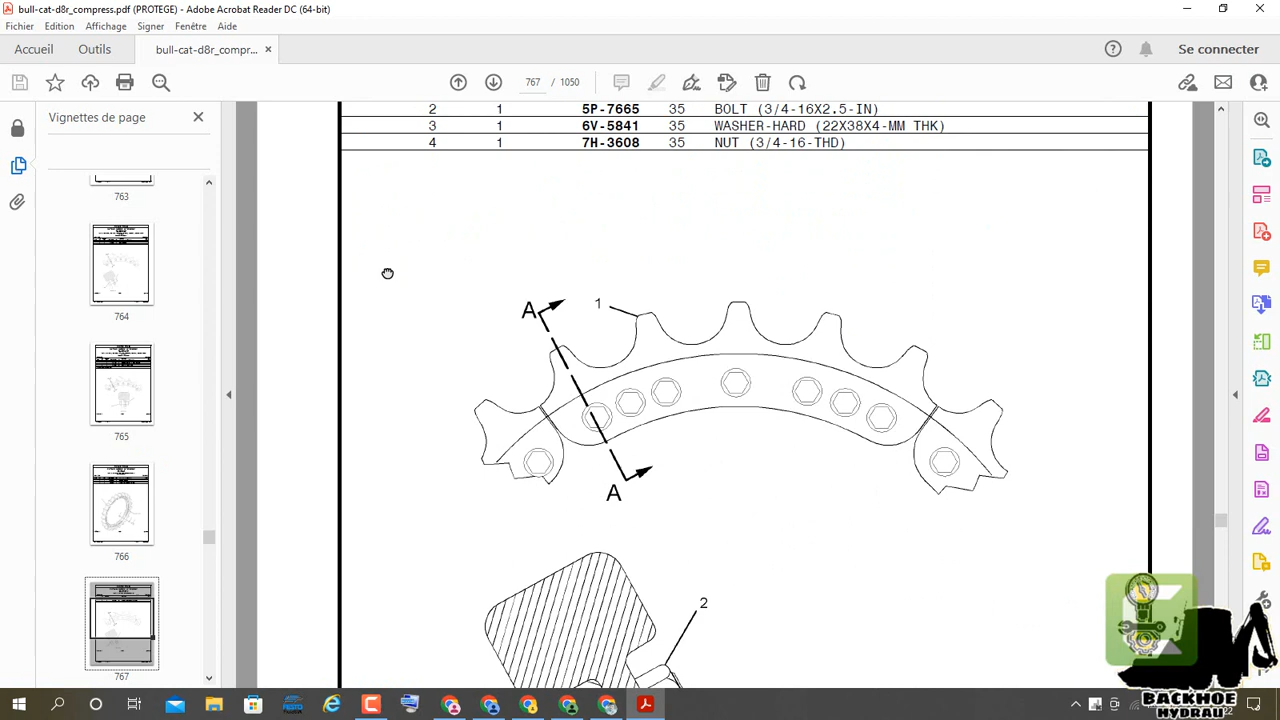 bull-cat-d8r_compress.pdf (PROTEGE) - Adobe Acrobat Reader DC (64-bit)
Fichier Edition Affichage Signer Fenêtre Aide
Accueil Outils bull-cat-d8r_compr... × Se connecter
767 / 1050
Vignettes de page
2 1 5P-7665 35 BOLT (3/4-16X2.5-IN)
3 1 6V-5841 35 WASHER-HARD (22X38X4-MM THK)
4 1 7H-3608 35 NUT (3/4-16-THD)
763
764
765
766
767
A
1
A
2
BACKHOE
HYDRAU